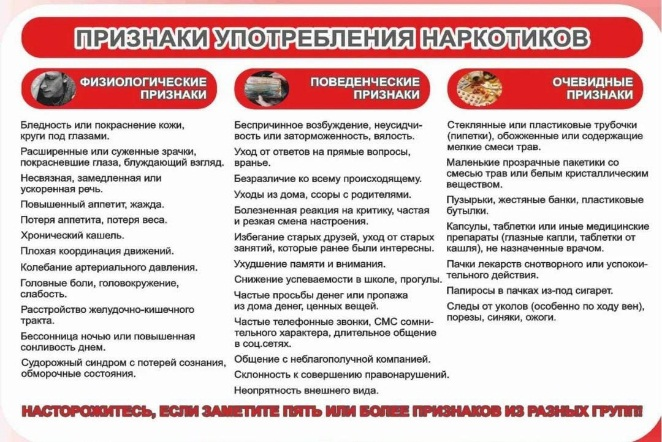 ПРИЗНАКИ УПОТРЕБЛЕНИЯ НАРКОТИКОВ
ФИЗИОЛОГИЧЕСКИЕ
ПРИЗНАКИ
Бледность или покраснение кожи,
круги под глазами.
Расширенные или суженные зрачки,
покрасневшие глаза, блуждающий взгляд.
Несвязная, замедленная или
ускоренная речь.
Повышенный аппетит, жажда.
Потеря аппетита, потеря веса.
Хронический кашель.
Плохая координация движений.
Колебание артериального давления.
Головные боли, головокружение,
слабость.
Расстройство желудочно-кишечного
тракта.
Бессонница ночью или повышенная
сонливость днем.
Судорожный синдром с потерей сознания,
обморочные состояния.
ПОВЕДЕНЧЕСКИЕ
ПРИЗНАКИ
Беспричинное возбуждение, неусидчи-
вость или заторможенность, вялость.
Уход от ответов на прямые вопросы,
вранье.
Безразличие ко всему происходящему.
Уходы из дома, ссоры с родителями.
Болезненная реакция на критику, частая
и резкая смена настроения.
Избегание старых друзей, уход от старых
занятий, которые ранее были интересны.
Ухудшение памяти и внимания.
Снижение успеваемости в школе, прогулы.
Частые просьбы денег или пропажа
из дома денег, ценных вещей.
Частые телефонные звонки, СМС сомни-
тельного характера, длительное общение
в соц.сетях.
Общение с неблагополучной компанией.
Склонность к совершению правонарушений.
Неопрятность внешнего вида.
ОЧЕВИДНЫЕ
ПРИЗНАКИ
Стеклянные или пластиковые трубочки
(пипетки), обожженные или содержащие
мелкие смеси трав.
Маленькие прозрачные пакетики со
смесью трав или белым кристаллическим
веществом.
Пузырьки, жестяные банки, пластиковые
бутылки.
Капсулы, таблетки или иные медицинские
препараты (глазные капли, таблетки от
кашля), не назначенные врачом.
Пачки лекарств снотворного или успокои-
тельного действия.
Папиросы в пачках из-под сигарет.
Следы от уколов (особенно по ходу вен),
порезы, синяки, ожоги.
НАСТОРОЖИТЕСЬ, ЕСЛИ ЗАМЕТИТЕ ПЯТЬ ИЛИ БОЛЕЕ ПРИЗНАКОВ ИЗ РАЗНЫХ ГРУПП!